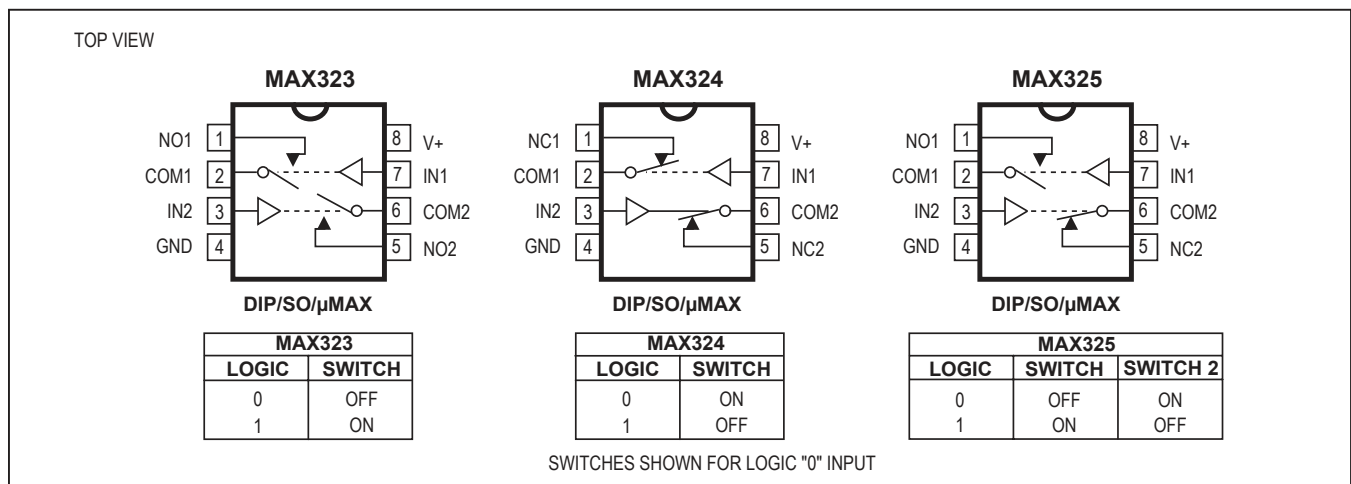 TOP VIEW
MAX323
NO1 1 8 V+
COM1 2 7 IN1
IN2 3 6 COM2
GND 4 5 NO2
DIP/SO/µMAX
MAX323
LOGIC SWITCH
0 OFF
1 ON
MAX324
NC1 1 8 V+
COM1 2 7 IN1
IN2 3 6 COM2
GND 4 5 NC2
DIP/SO/µMAX
MAX324
LOGIC SWITCH
0 ON
1 OFF
MAX325
NO1 1 8 V+
COM1 2 7 IN1
IN2 3 6 COM2
GND 4 5 NC2
DIP/SO/µMAX
MAX325
LOGIC SWITCH SWITCH 2
0 OFF ON
1 ON OFF
SWITCHES SHOWN FOR LOGIC "0" INPUT